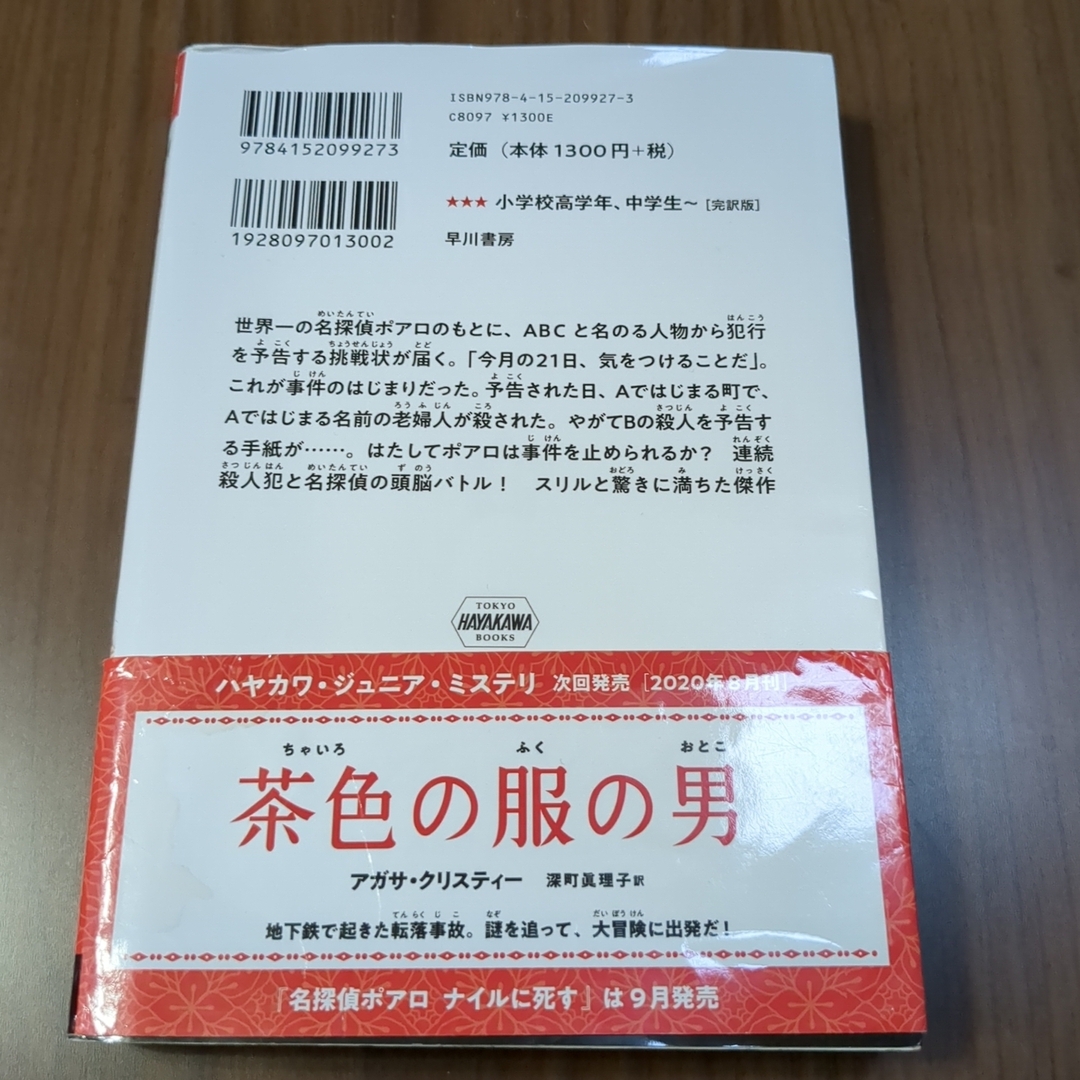 9784152099273
ISBN978-4-15-209927-3
C8097 ¥1300E
定価（本体1300円+税）
1928097013002
★★★ 小学校高学年、中学生～［完訳版］
早川書房
世界一の名探偵ポアロのもとに、ABCと名のる人物から犯行
を予告する挑戦状が届く。「今月の21日、気をつけることだ」。
これが事件のはじまりだった。予告された日、Aではじまる町で、
Aではじまる名前の老婦人が殺された。やがてBの殺人を予告す
る手紙が……。はたしてポアロは事件を止められるか？ 連続
殺人犯と名探偵の頭脳バトル！ スリルと驚きに満ちた傑作
TOKYO
HAYAKAWA
BOOKS
ハヤカワ・ジュニア・ミステリ 次回発売［2020年8月刊］
ちゃいろ ふく おとこ
茶色の服の男
アガサ・クリスティー 深町眞理子訳
地下鉄で起きた転落事故。謎を追って、大冒険に出発だ！
『名探偵ポアロ ナイルに死す』は9月発売